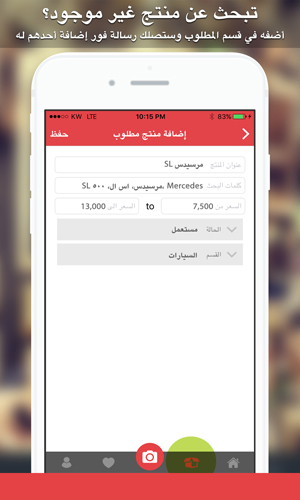 تبحث عن منتج غير موجود؟
أضفه في قسم المطلوب وستصلك رسالة فور إضافة أحدهم له
KW LTE 10:15 PM 83%
إضافة منتج مطلوب حفظ
عنوان المنتج: مرسيدس SL
كلمات البحث: Mercedes ،مرسيدس، اس ال، ٥٠٠ SL
السعر من: 7,500 to السعر الى: 13,000
الحالة مستعمل
القسم السيارات